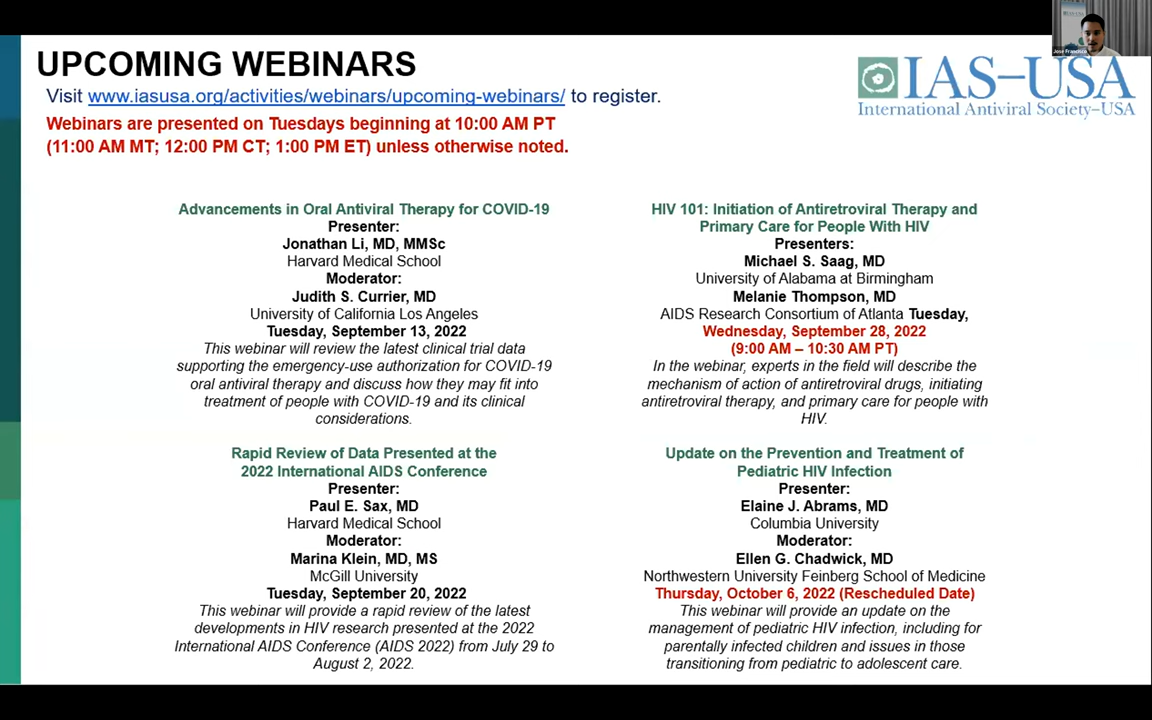 UPCOMING WEBINARS
Visit www.iasusa.org/activities/webinars/upcoming-webinars/ to register.
Webinars are presented on Tuesdays beginning at 10:00 AM PT
(11:00 AM MT; 12:00 PM CT; 1:00 PM ET) unless otherwise noted.
IAS–USA
International Antiviral Society–USA
Jose Francisco
Advancements in Oral Antiviral Therapy for COVID-19
Presenter:
Jonathan Li, MD, MMSc
Harvard Medical School
Moderator:
Judith S. Currier, MD
University of California Los Angeles
Tuesday, September 13, 2022
This webinar will review the latest clinical trial data
supporting the emergency-use authorization for COVID-19
oral antiviral therapy and discuss how they may fit into
treatment of people with COVID-19 and its clinical
considerations.
HIV 101: Initiation of Antiretroviral Therapy and
Primary Care for People With HIV
Presenters:
Michael S. Saag, MD
University of Alabama at Birmingham
Melanie Thompson, MD
AIDS Research Consortium of Atlanta Tuesday,
Wednesday, September 28, 2022
(9:00 AM – 10:30 AM PT)
In the webinar, experts in the field will describe the
mechanism of action of antiretroviral drugs, initiating
antiretroviral therapy, and primary care for people with
HIV.
Rapid Review of Data Presented at the
2022 International AIDS Conference
Presenter:
Paul E. Sax, MD
Harvard Medical School
Moderator:
Marina Klein, MD, MS
McGill University
Tuesday, September 20, 2022
This webinar will provide a rapid review of the latest
developments in HIV research presented at the 2022
International AIDS Conference (AIDS 2022) from July 29 to
August 2, 2022.
Update on the Prevention and Treatment of
Pediatric HIV Infection
Presenter:
Elaine J. Abrams, MD
Columbia University
Moderator:
Ellen G. Chadwick, MD
Northwestern University Feinberg School of Medicine
Thursday, October 6, 2022 (Rescheduled Date)
This webinar will provide an update on the
management of pediatric HIV infection, including for
parentally infected children and issues in those
transitioning from pediatric to adolescent care.